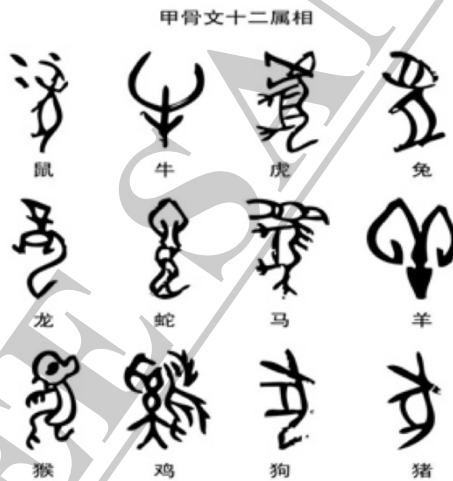 甲骨文十二属相
鼠 牛 虎 兔
龙 蛇 马 羊
猴 鸡 狗 猪